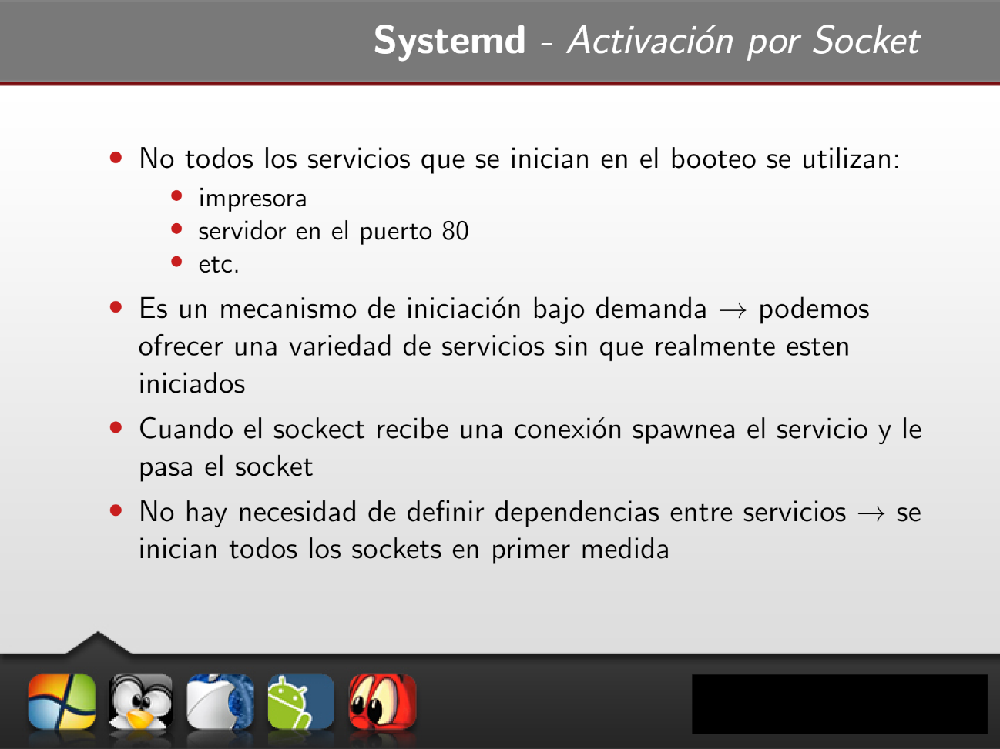 Systemd - Activación por Socket
• No todos los servicios que se inician en el booteo se utilizan:
• impresora
• servidor en el puerto 80
• etc.
• Es un mecanismo de iniciación bajo demanda → podemos
ofrecer una variedad de servicios sin que realmente esten
iniciados
• Cuando el sockect recibe una conexión spawnea el servicio y le
pasa el socket
• No hay necesidad de definir dependencias entre servicios → se
inician todos los sockets en primer medida